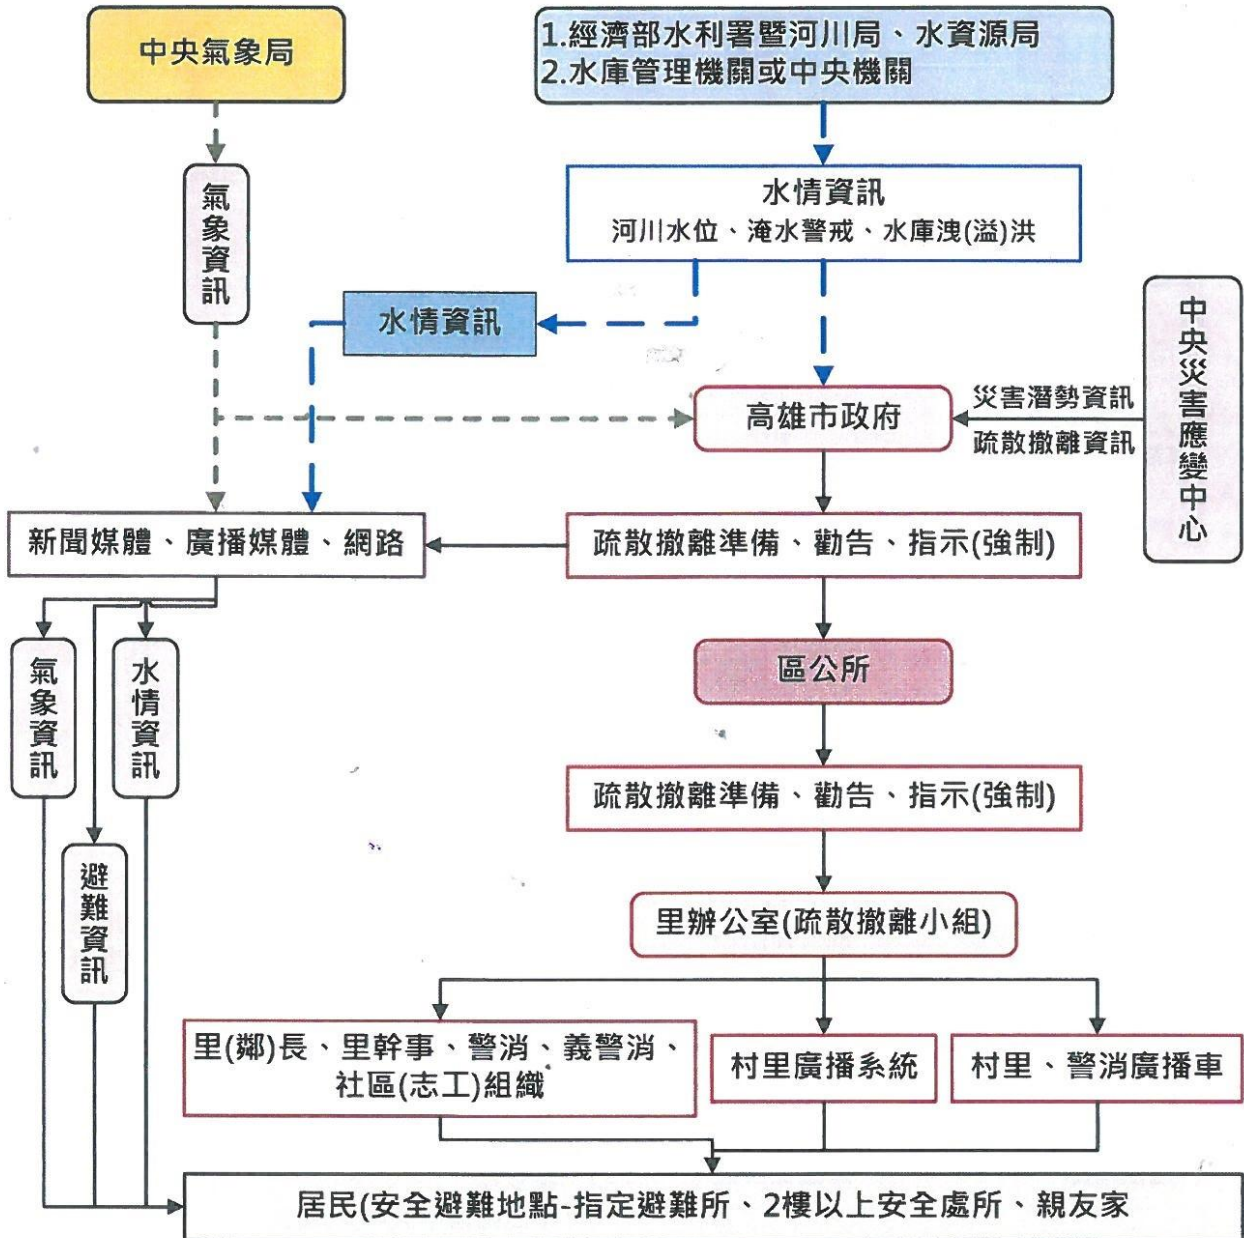 中央氣象局
1.經濟部水利署暨河川局、水資源局
2.水庫管理機關或中央機關
氣象資訊
水情資訊
河川水位、淹水警戒、水庫洩(溢)洪
水情資訊
中央災害應變中心
高雄市政府
災害潛勢資訊
疏散撤離資訊
新聞媒體、廣播媒體、網路
疏散撤離準備、勸告、指示(強制)
氣象資訊
水情資訊
區公所
疏散撤離準備、勸告、指示(強制)
避難資訊
里辦公室(疏散撤離小組)
里(鄰)長、里幹事、警消、義警消、
社區(志工)組織
村里廣播系統
村里、警消廣播車
居民(安全避難地點-指定避難所、2樓以上安全處所、親友家